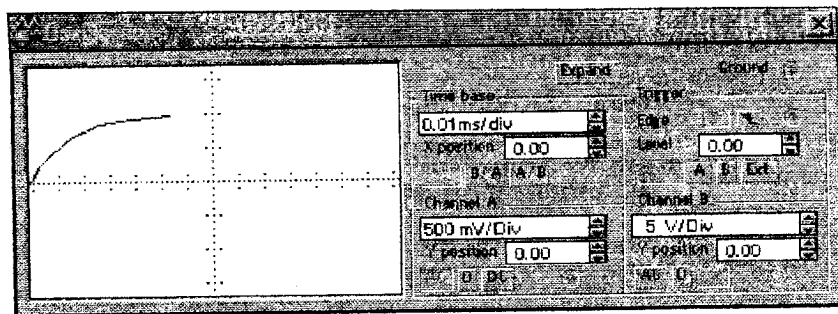 Expand Ground
Time base Trigger
0.01ms/div Edge
X position 0.00 Level 0.00
B/A A/B A B Ext
Channel A Channel B
500 mV/Div 5 V/Div
Y position 0.00 Y position 0.00
0 DC AC 0